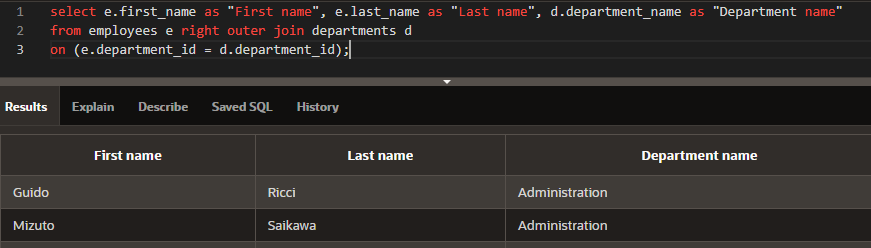 1 select e.first_name as "First name", e.last_name as "Last name", d.department_name as "Department name"
2 from employees e right outer join departments d
3 on (e.department_id = d.department_id);
Results Explain Describe Saved SQL History
First name Last name Department name
Guido Ricci Administration
Mizuto Saikawa Administration